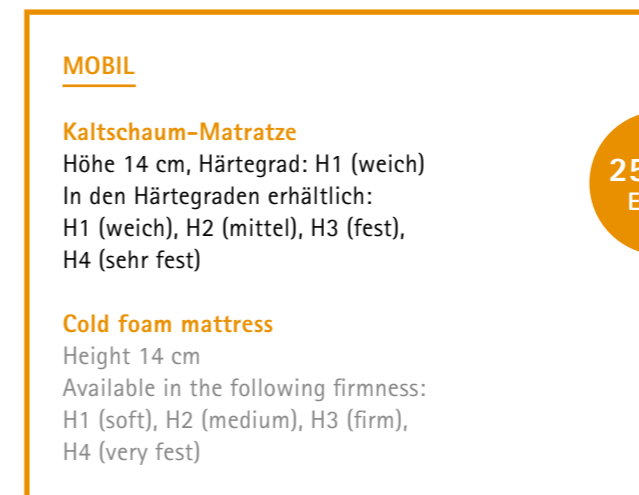 MOBIL
Kaltschaum-Matratze
Höhe 14 cm, Härtegrad: H1 (weich)
In den Härtegraden erhältlich:
H1 (weich), H2 (mittel), H3 (fest),
H4 (sehr fest)
Cold foam mattress
Height 14 cm
Available in the following firmness:
H1 (soft), H2 (medium), H3 (firm),
H4 (very fest)